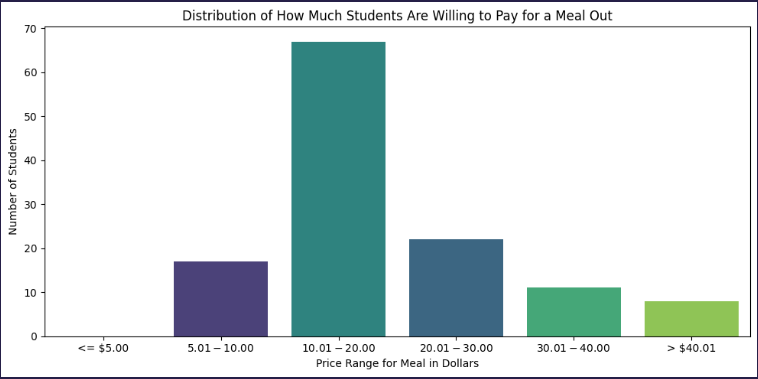 Distribution of How Much Students Are Willing to Pay for a Meal Out
70
60
50
40
30
20
10
0
Number of Students
<= $5.00
5.01 − 10.00
10.01 − 20.00
20.01 − 30.00
30.01 − 40.00
> $40.01
Price Range for Meal in Dollars